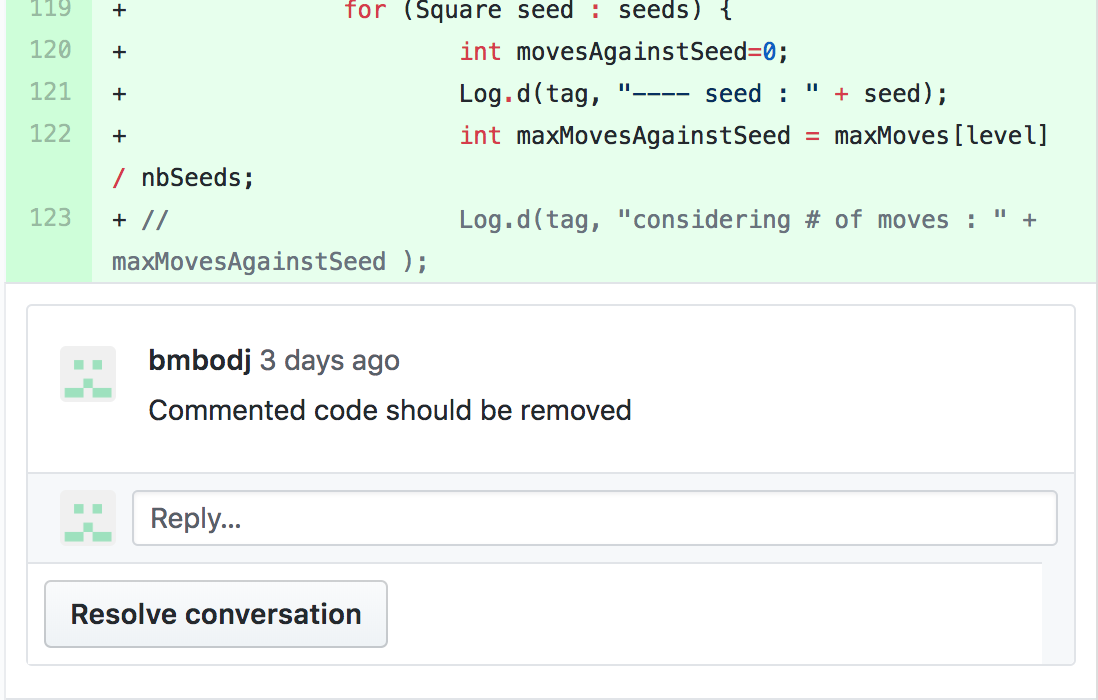 119 + for (Square seed : seeds) {
120 + int movesAgainstSeed=0;
121 + Log.d(tag, "---- seed : " + seed);
122 + int maxMovesAgainstSeed = maxMoves[level]
/ nbSeeds;
123 + // Log.d(tag, "considering # of moves : " +
maxMovesAgainstSeed );
bmbodj 3 days ago
Commented code should be removed
Reply...
Resolve conversation